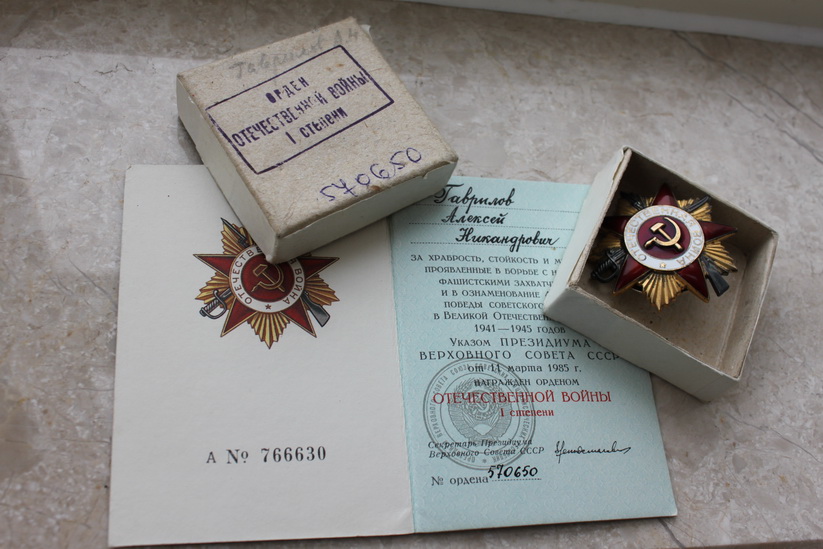 Гаврилов А.Н
ОРДЕН
ОТЕЧЕСТВЕННОЙ ВОЙНЫ
I степени
570650
ОТЕЧЕСТВЕННАЯ ВОЙНА
А № 766630
Гаврилов
Алексей
Никандрович
ЗА ХРАБРОСТЬ, СТОЙКОСТЬ И
ПРОЯВЛЕННЫЕ В БОРЬБЕ С
ФАШИСТСКИМИ
И В ОЗНАМЕНОВАНИЕ
ПОБЕДЫ СОВЕТСКОГО
В ВЕЛИКОЙ
1941—1945 ГОДОВ
Указом ПРЕЗИДИУМА
ВЕРХОВНОГО СОВЕТА СССР
от 11 марта 1985 г.
НАГРАЖДЕН ОРДЕНОМ
ОТЕЧЕСТВЕННОЙ ВОЙНЫ
I степени
Секретарь Президиума
Верховного Совета СССР
№ ордена 570650
ОТЕЧЕСТВЕННАЯ ВОЙНА